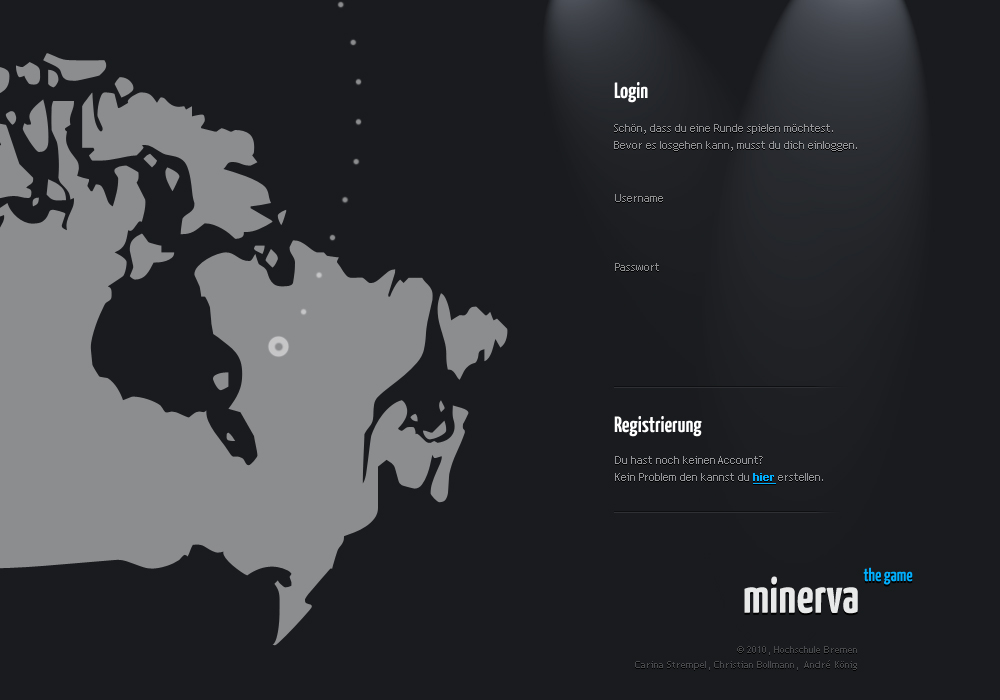 Login
Schön, dass du eine Runde spielen möchtest.
Bevor es losgehen kann, musst du dich einloggen.
Username
Passwort
Registrierung
Du hast noch keinen Account?
Kein Problem den kannst du hier erstellen.
the game
minerva
© 2010, Hochschule Bremen
Carina Strempel, Christian Bollmann, André König